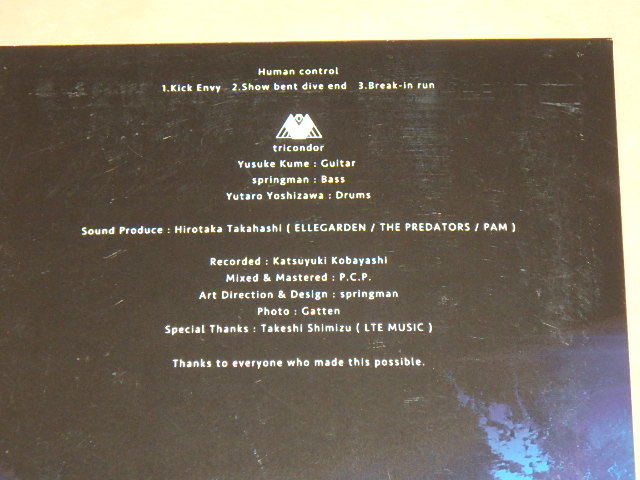 Human control
1.Kick Envy 2.Show bent dive end 3.Break-in run
tricondor
Yusuke Kume : Guitar
springman : Bass
Yutaro Yoshizawa : Drums
Sound Produce : Hirotaka Takahashi ( ELLEGARDEN / THE PREDATORS / PAM )
Recorded : Katsuyuki Kobayashi
Mixed & Mastered : P.C.P.
Art Direction & Design : springman
Photo : Gatten
Special Thanks : Takeshi Shimizu ( LTE MUSIC )
Thanks to everyone who made this possible.